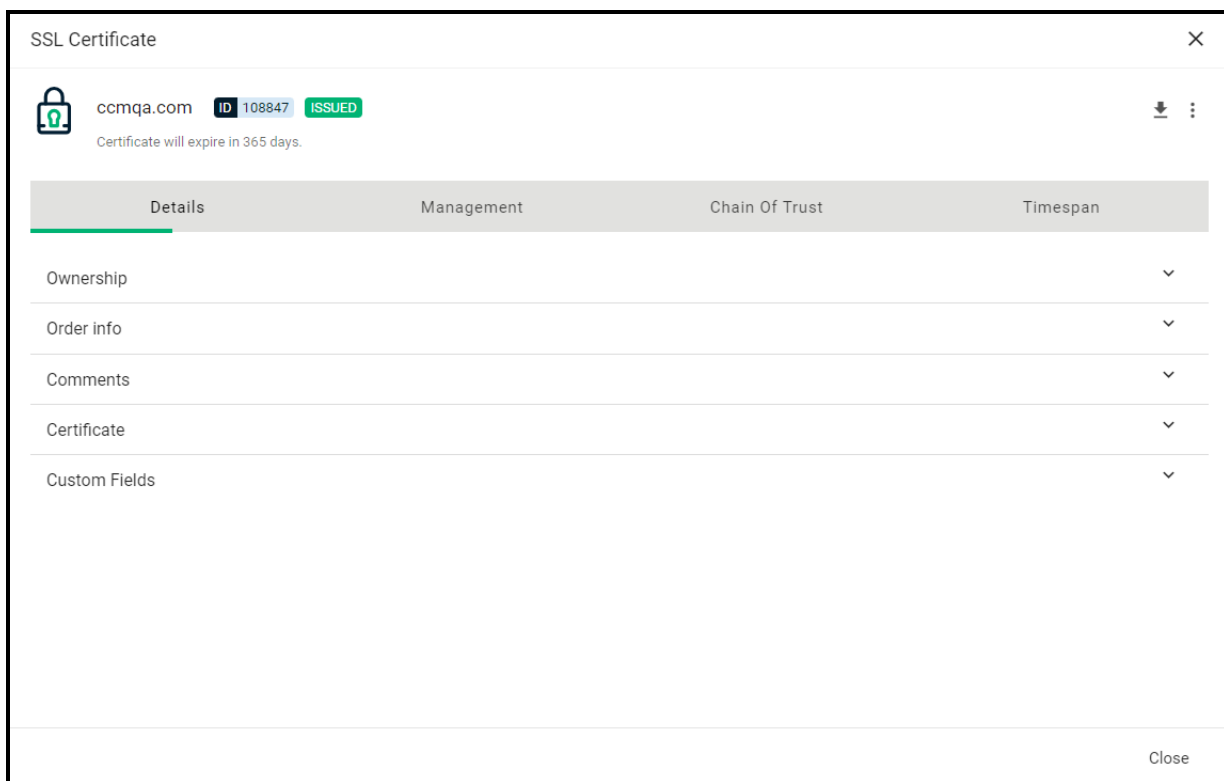 SSL Certificate
ccmqa.com ID 108847 ISSUED
Certificate will expire in 365 days.
Details Management Chain Of Trust Timespan
Ownership
Order info
Comments
Certificate
Custom Fields
Close